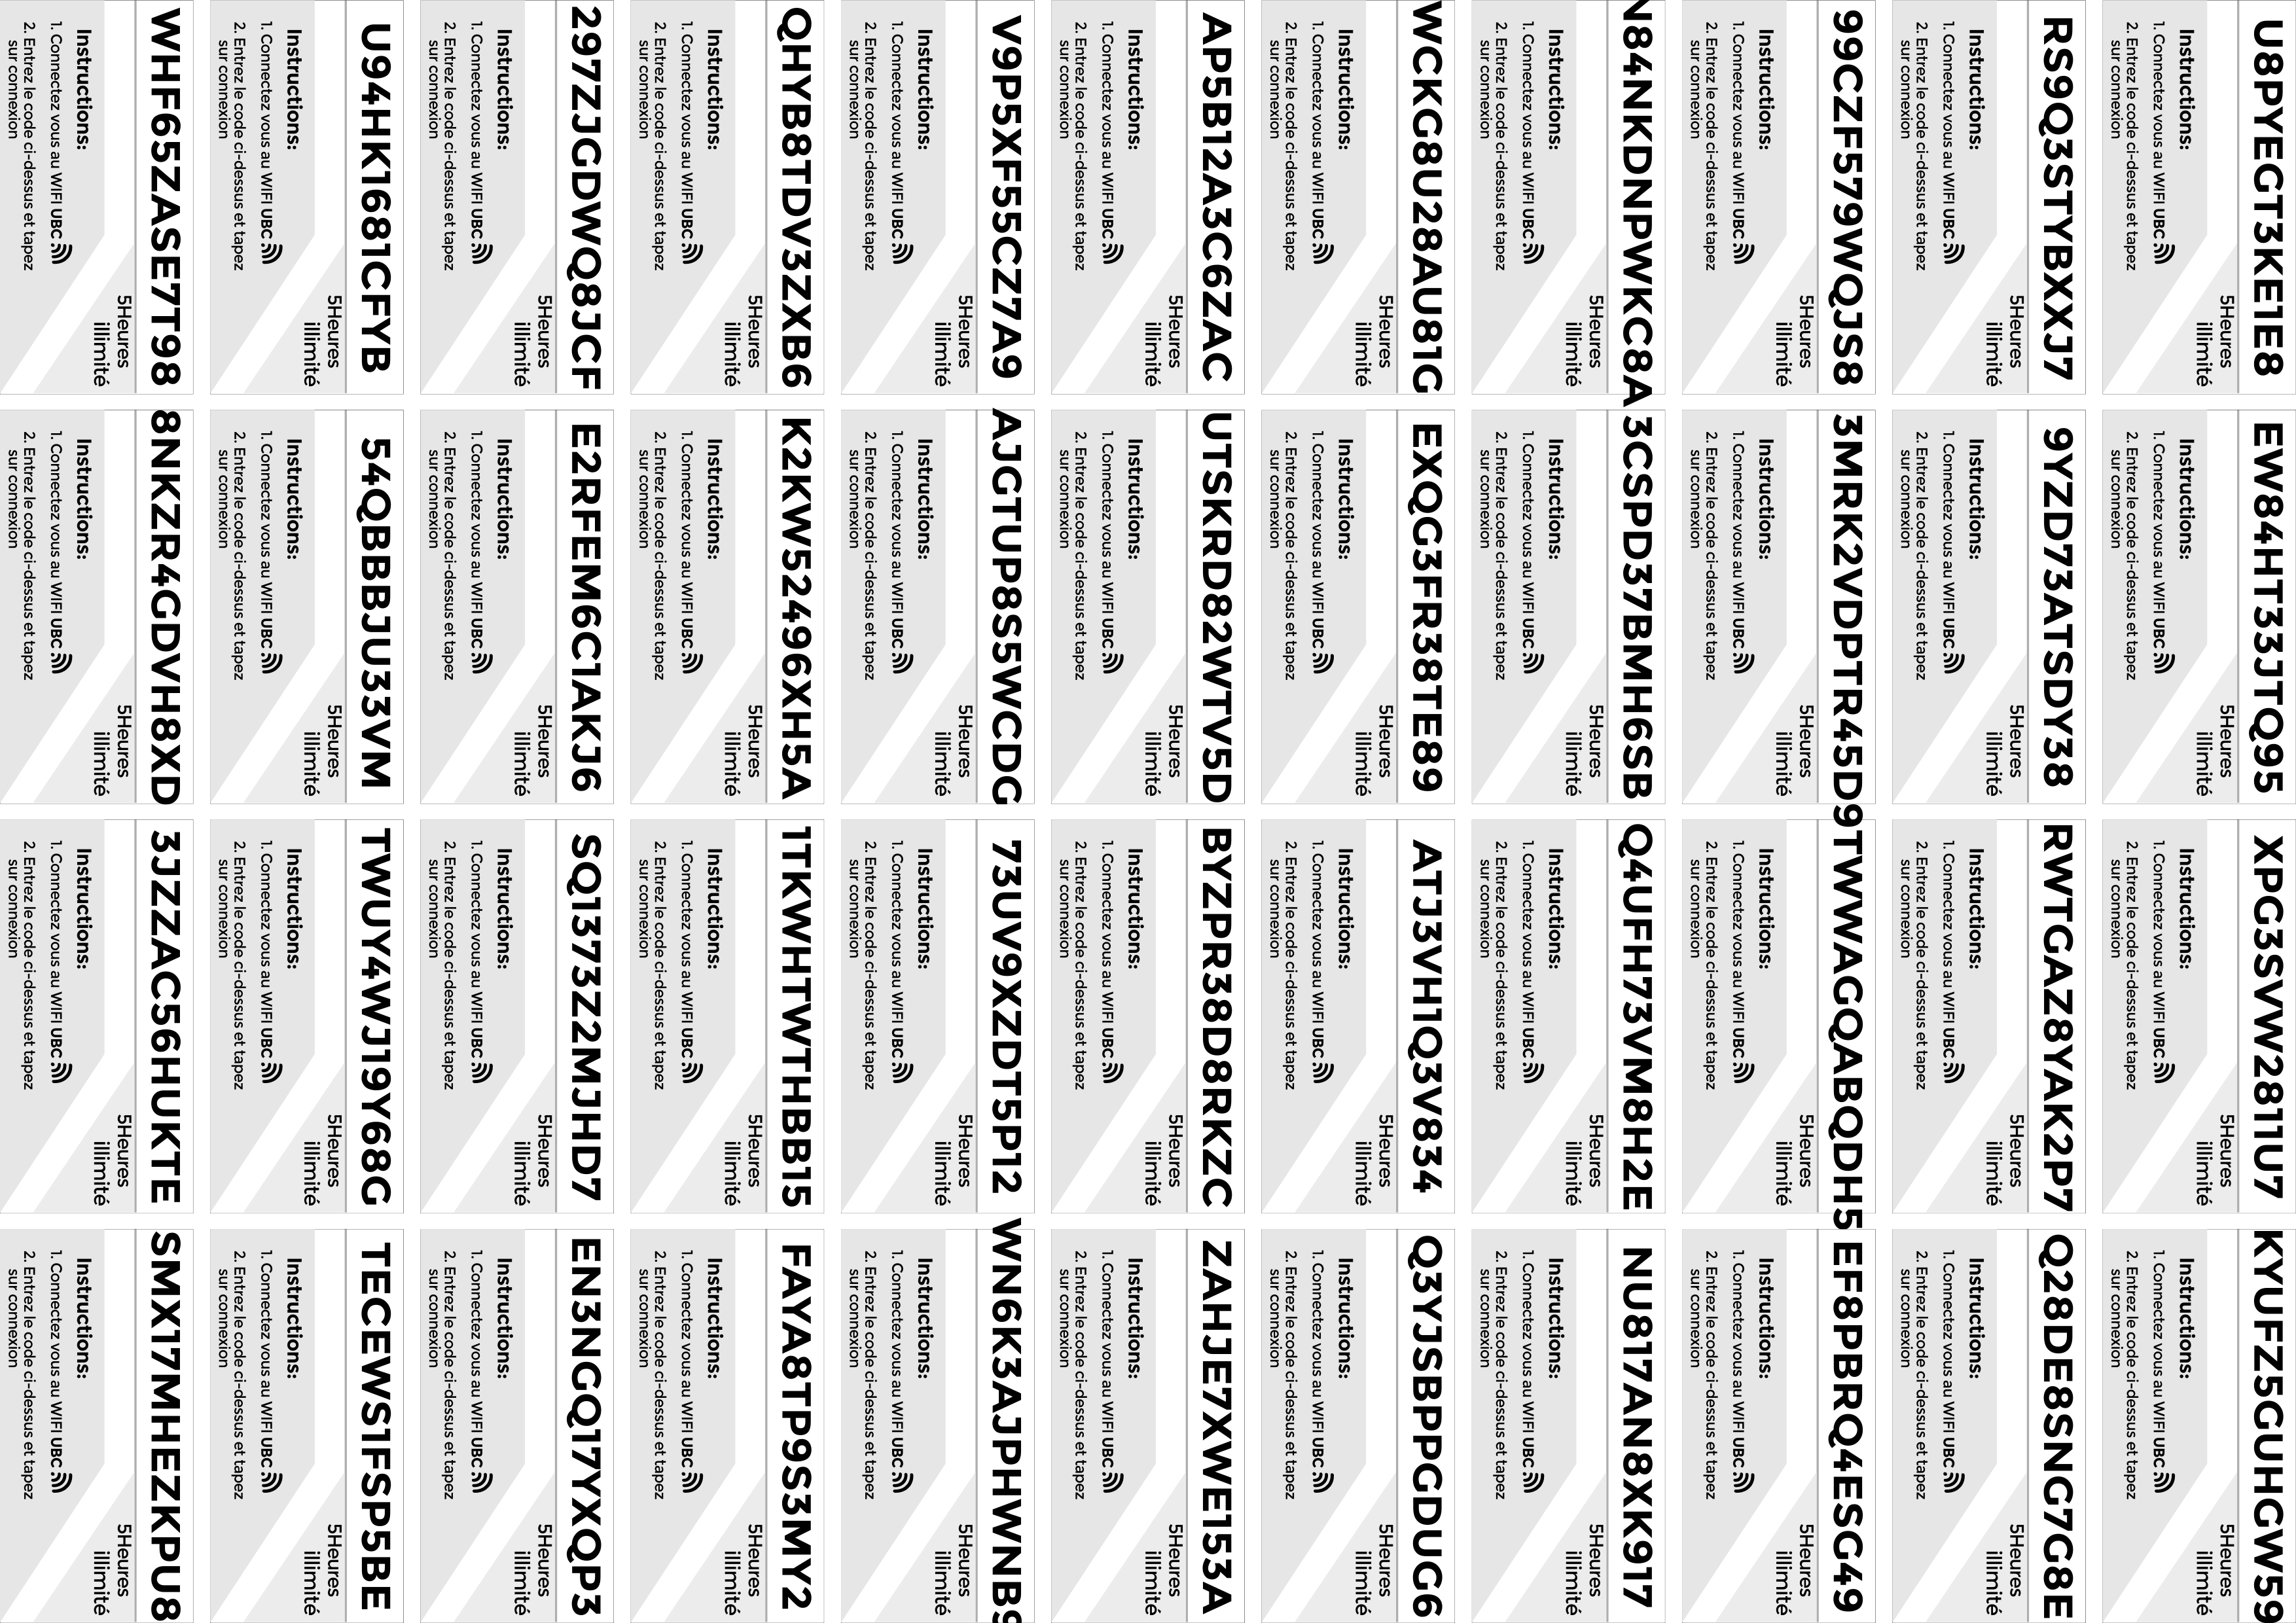 U8PYEGT3KE1E8
Instructions:
1. Connectez vous au WIFI UBC
2. Entrez le code ci-dessus et tapez
sur connexion
5Heures
illimité
EW84HT33JTQ95
Instructions:
1. Connectez vous au WIFI UBC
2. Entrez le code ci-dessus et tapez
sur connexion
5Heures
illimité
XPG3SVW2811U7
Instructions:
1. Connectez vous au WIFI UBC
2. Entrez le code ci-dessus et tapez
sur connexion
5Heures
illimité
KYUFZ5GUHGW59
Instructions:
1. Connectez vous au WIFI UBC
2. Entrez le code ci-dessus et tapez
sur connexion
5Heures
illimité
RS9Q3STYBXXJ7
Instructions:
1. Connectez vous au WIFI UBC
2. Entrez le code ci-dessus et tapez
sur connexion
5Heures
illimité
9YZD73ATSDY38
Instructions:
1. Connectez vous au WIFI UBC
2. Entrez le code ci-dessus et tapez
sur connexion
5Heures
illimité
RWTGAZ8YAK2P7
Instructions:
1. Connectez vous au WIFI UBC
2. Entrez le code ci-dessus et tapez
sur connexion
5Heures
illimité
Q28DE8SNG7G8E
Instructions:
1. Connectez vous au WIFI UBC
2. Entrez le code ci-dessus et tapez
sur connexion
5Heures
illimité
99CZF579WQJS8
Instructions:
1. Connectez vous au WIFI UBC
2. Entrez le code ci-dessus et tapez
sur connexion
5Heures
illimité
3MRK2VDPTR45D
Instructions:
1. Connectez vous au WIFI UBC
2. Entrez le code ci-dessus et tapez
sur connexion
5Heures
illimité
9TWWAGQABQDH5
Instructions:
1. Connectez vous au WIFI UBC
2. Entrez le code ci-dessus et tapez
sur connexion
5Heures
illimité
EF8PBRQ4ESG49
Instructions:
1. Connectez vous au WIFI UBC
2. Entrez le code ci-dessus et tapez
sur connexion
5Heures
illimité
N84NKDNPWKC8A
Instructions:
1. Connectez vous au WIFI UBC
2. Entrez le code ci-dessus et tapez
sur connexion
5Heures
illimité
3CSPD37BMH6SB
Instructions:
1. Connectez vous au WIFI UBC
2. Entrez le code ci-dessus et tapez
sur connexion
5Heures
illimité
Q4UFH73VM8H2E
Instructions:
1. Connectez vous au WIFI UBC
2. Entrez le code ci-dessus et tapez
sur connexion
5Heures
illimité
NU817AN8XK917
Instructions:
1. Connectez vous au WIFI UBC
2. Entrez le code ci-dessus et tapez
sur connexion
5Heures
illimité
WCKG8U28AU81G
Instructions:
1. Connectez vous au WIFI UBC
2. Entrez le code ci-dessus et tapez
sur connexion
5Heures
illimité
EXQG3FR38TE89
Instructions:
1. Connectez vous au WIFI UBC
2. Entrez le code ci-dessus et tapez
sur connexion
5Heures
illimité
ATJ3VH1Q3V834
Instructions:
1. Connectez vous au WIFI UBC
2. Entrez le code ci-dessus et tapez
sur connexion
5Heures
illimité
Q3YJSBPPGDUG6
Instructions:
1. Connectez vous au WIFI UBC
2. Entrez le code ci-dessus et tapez
sur connexion
5Heures
illimité
AP5B12A3C6ZAC
Instructions:
1. Connectez vous au WIFI UBC
2. Entrez le code ci-dessus et tapez
sur connexion
5Heures
illimité
UTSKRD82WTV5D
Instructions:
1. Connectez vous au WIFI UBC
2. Entrez le code ci-dessus et tapez
sur connexion
5Heures
illimité
BYZPR38D8RKZC
Instructions:
1. Connectez vous au WIFI UBC
2. Entrez le code ci-dessus et tapez
sur connexion
5Heures
illimité
ZAHJE7XWE153A
Instructions:
1. Connectez vous au WIFI UBC
2. Entrez le code ci-dessus et tapez
sur connexion
5Heures
illimité
V9P5XF55CZ7A9
Instructions:
1. Connectez vous au WIFI UBC
2. Entrez le code ci-dessus et tapez
sur connexion
5Heures
illimité
AJGTUP8S5WCDG
Instructions:
1. Connectez vous au WIFI UBC
2. Entrez le code ci-dessus et tapez
sur connexion
5Heures
illimité
73UV9XZDT5P12
Instructions:
1. Connectez vous au WIFI UBC
2. Entrez le code ci-dessus et tapez
sur connexion
5Heures
illimité
WN6K3AJPHWNBS
Instructions:
1. Connectez vous au WIFI UBC
2. Entrez le code ci-dessus et tapez
sur connexion
5Heures
illimité
QHYB8TDV3ZXB6
Instructions:
1. Connectez vous au WIFI UBC
2. Entrez le code ci-dessus et tapez
sur connexion
5Heures
illimité
K2KW52496XH5A
Instructions:
1. Connectez vous au WIFI UBC
2. Entrez le code ci-dessus et tapez
sur connexion
5Heures
illimité
1TKWHTWTHBB15
Instructions:
1. Connectez vous au WIFI UBC
2. Entrez le code ci-dessus et tapez
sur connexion
5Heures
illimité
FAYA8TP9S3MY2
Instructions:
1. Connectez vous au WIFI UBC
2. Entrez le code ci-dessus et tapez
sur connexion
5Heures
illimité
297ZJGDWQ8JCF
Instructions:
1. Connectez vous au WIFI UBC
2. Entrez le code ci-dessus et tapez
sur connexion
5Heures
illimité
E2RFEM6C1AKJ6
Instructions:
1. Connectez vous au WIFI UBC
2. Entrez le code ci-dessus et tapez
sur connexion
5Heures
illimité
SQ1373Z2MJHD7
Instructions:
1. Connectez vous au WIFI UBC
2. Entrez le code ci-dessus et tapez
sur connexion
5Heures
illimité
EN3NGQ17YXQP3
Instructions:
1. Connectez vous au WIFI UBC
2. Entrez le code ci-dessus et tapez
sur connexion
5Heures
illimité
U94HK1681CFYB
Instructions:
1. Connectez vous au WIFI UBC
2. Entrez le code ci-dessus et tapez
sur connexion
5Heures
illimité
54QBBBJU33VM
Instructions:
1. Connectez vous au WIFI UBC
2. Entrez le code ci-dessus et tapez
sur connexion
5Heures
illimité
TWUY4WJ19Y68G
Instructions:
1. Connectez vous au WIFI UBC
2. Entrez le code ci-dessus et tapez
sur connexion
5Heures
illimité
TECEWS1FSP5BE
Instructions:
1. Connectez vous au WIFI UBC
2. Entrez le code ci-dessus et tapez
sur connexion
5Heures
illimité
WHF65ZASE7T98
Instructions:
1. Connectez vous au WIFI UBC
2. Entrez le code ci-dessus et tapez
sur connexion
5Heures
illimité
8NKZR4GDVH8XD
Instructions:
1. Connectez vous au WIFI UBC
2. Entrez le code ci-dessus et tapez
sur connexion
5Heures
illimité
3JZZAC56HUKTE
Instructions:
1. Connectez vous au WIFI UBC
2. Entrez le code ci-dessus et tapez
sur connexion
5Heures
illimité
SMX17MHEZKPU8
Instructions:
1. Connectez vous au WIFI UBC
2. Entrez le code ci-dessus et tapez
sur connexion
5Heures
illimité